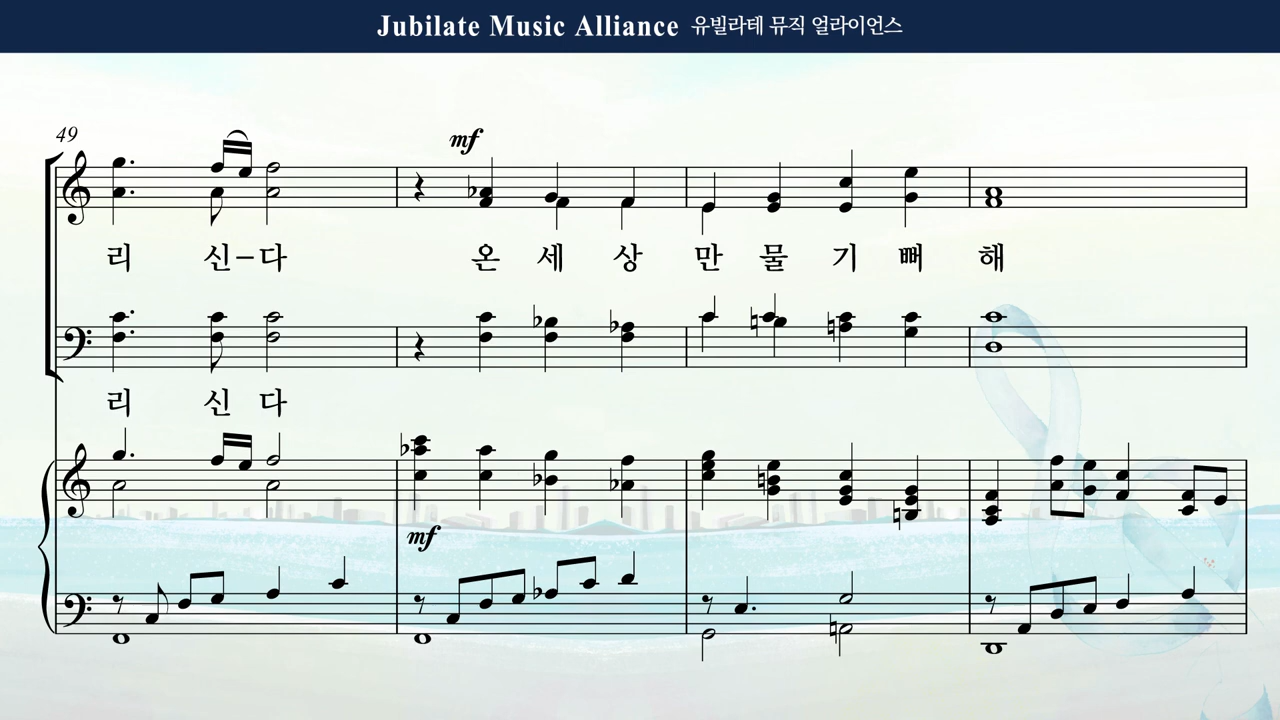 Jubilate Music Alliance 유빌라테 뮤직 얼라이언스
49
mf
리 신-다 온 세 상 만 물 기 뻐 해
리 신 다
mf